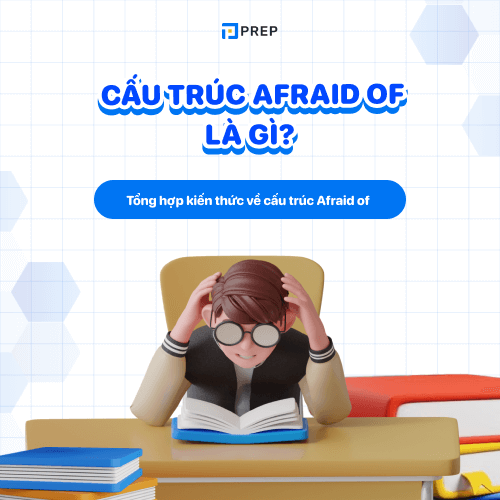 PREP
CẤU TRÚC AFRAID OF
LÀ GÌ?
Tổng hợp kiến thức về cấu trúc Afraid of